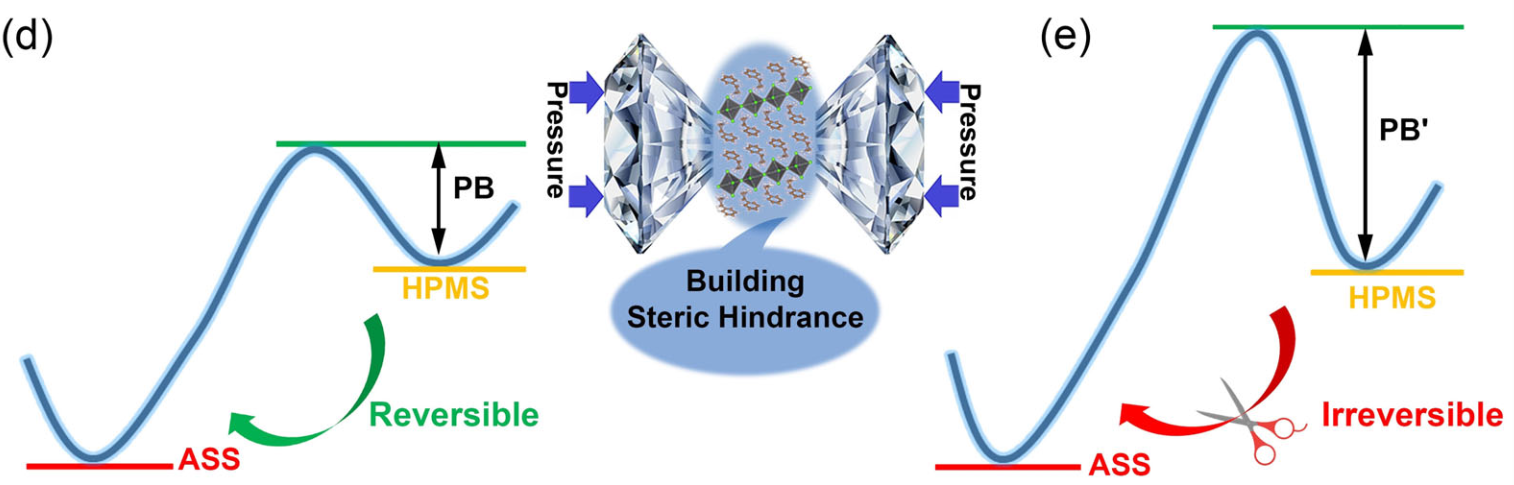 (d)
PB
HPMS
Reversible
ASS
Pressure
Pressure
Building
Steric Hindrance
(e)
PB'
HPMS
Irreversible
ASS